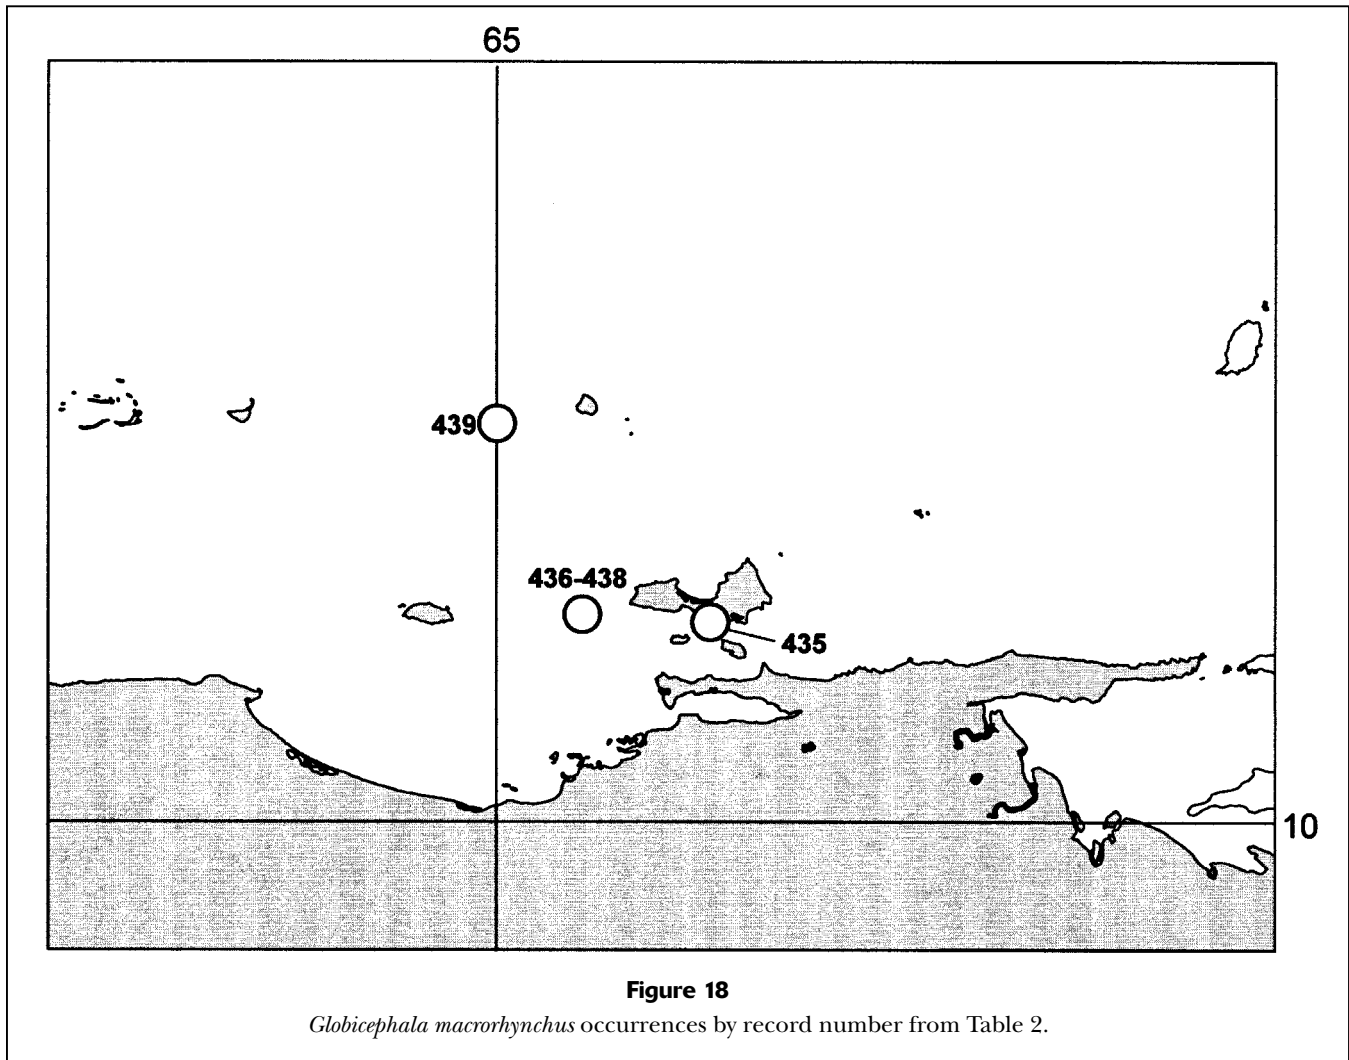 65
439
436-438
435
10
Figure 18
Globicephala macrorhynchus occurrences by record number from Table 2.